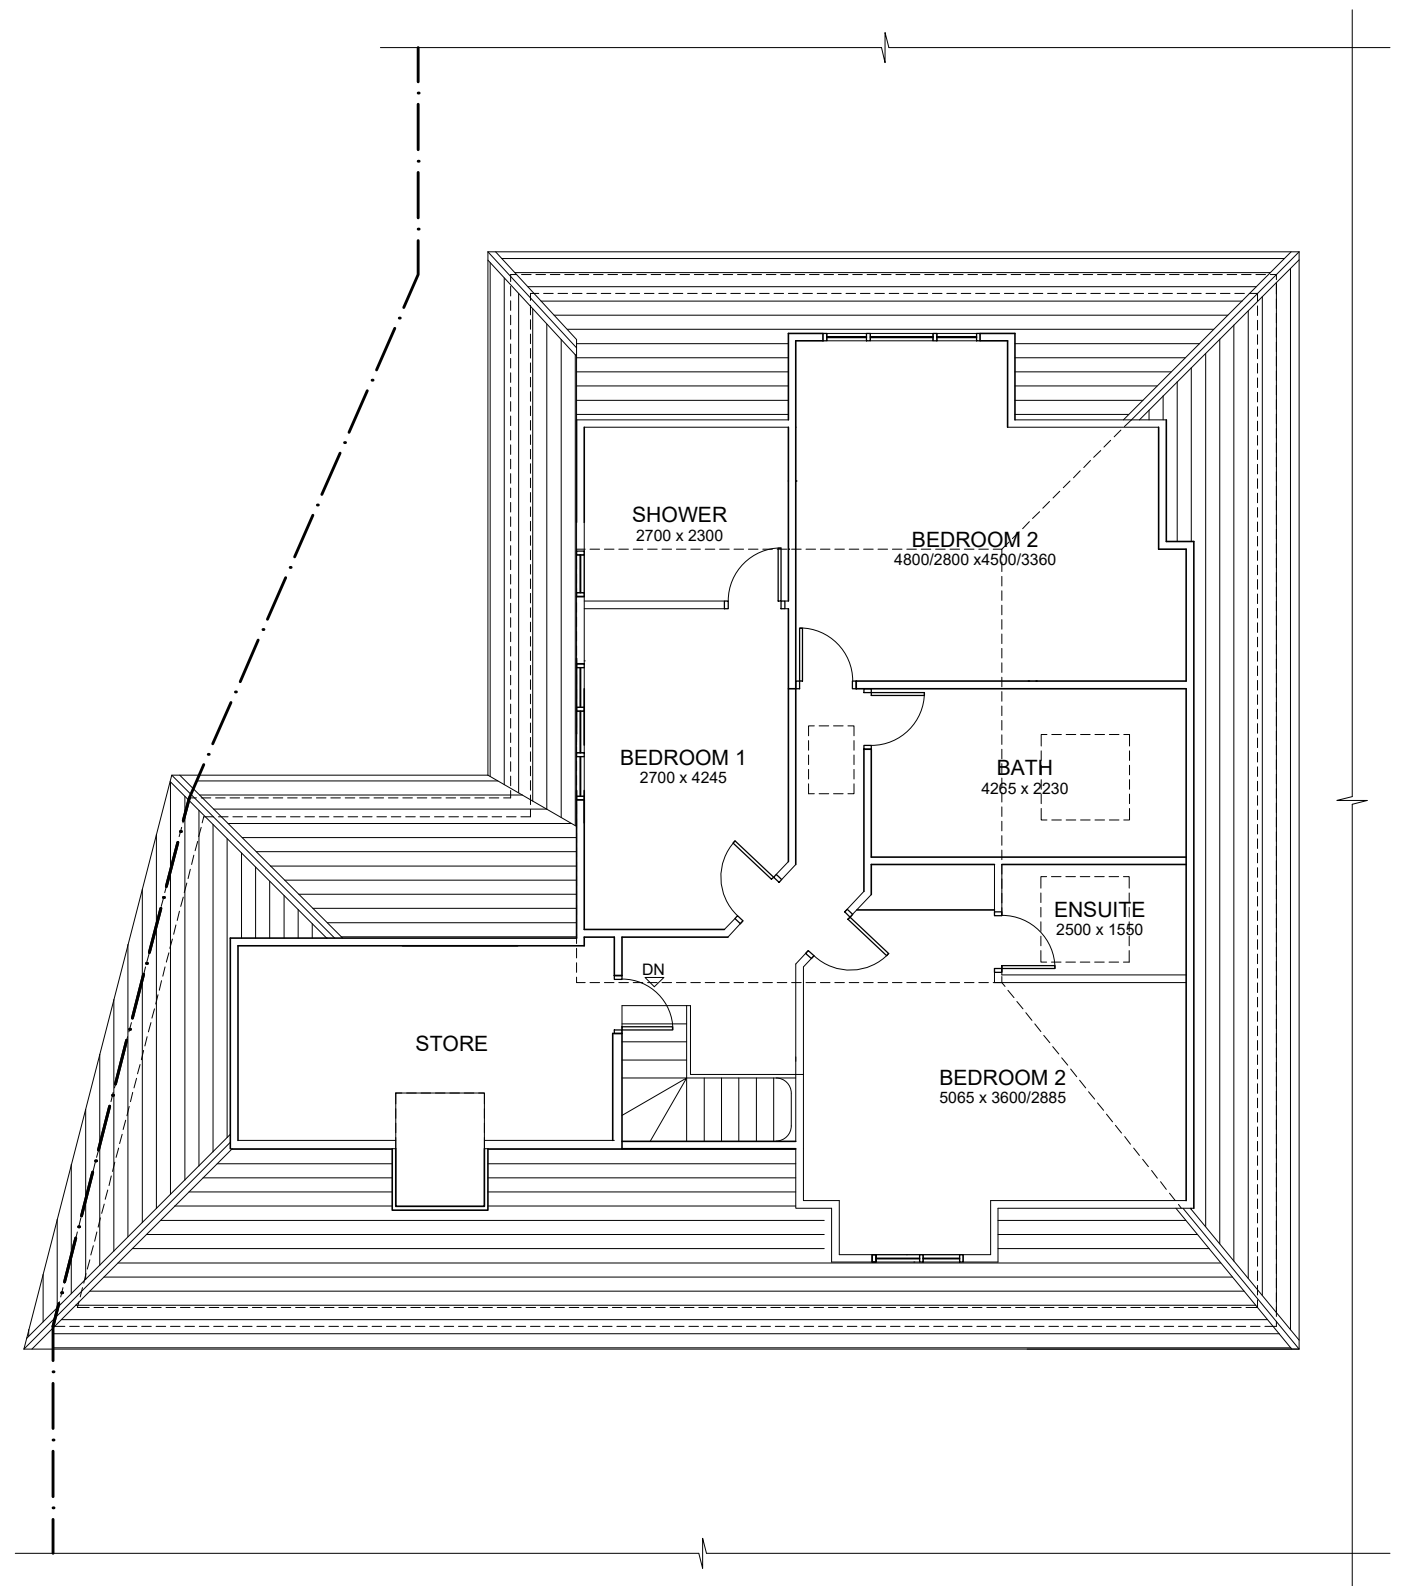 SHOWER
2700 x 2300
BEDROOM 2
4800/2800 x4500/3360
BEDROOM 1
2700 x 4245
BATH
4265 x 2230
ENSUITE
2500 x 1550
DN
STORE
BEDROOM 2
5065 x 3600/2885